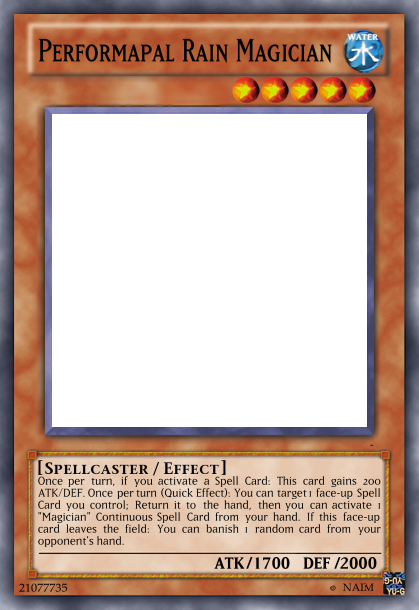 Performapal Rain Magician
WATER
水
[Spellcaster / Effect]
Once per turn, if you activate a Spell Card: This card gains 200
ATK/DEF. Once per turn (Quick Effect): You can target 1 face-up Spell
Card you control; Return it to the hand, then you can activate 1
"Magician" Continuous Spell Card from your hand. If this face-up
card leaves the field: You can banish 1 random card from your
opponent's hand.
ATK/1700 DEF/2000
21077735
© NAIM